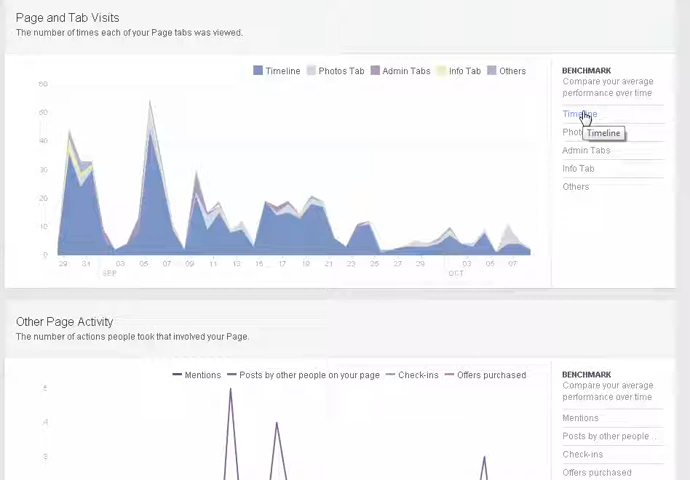 Page and Tab Visits
The number of times each of your Page tabs was viewed.
Timeline Photos Tab Admin Tabs Info Tab Others
BENCHMARK
Compare your average
performance over time
Timeline
Timeline
Admin Tabs
Info Tab
Others
60
50
40
30
20
10
0
29 31 03 05 07 09 11 13 15 17 19 21 23 25 27 29 03 05 07
SEP OCT
Other Page Activity
The number of actions people took that involved your Page.
Mentions Posts by other people on your page Check-ins Offers purchased
BENCHMARK
Compare your average
performance over time
Mentions
Posts by other people ...
Check-ins
Offers purchased
5
4
3